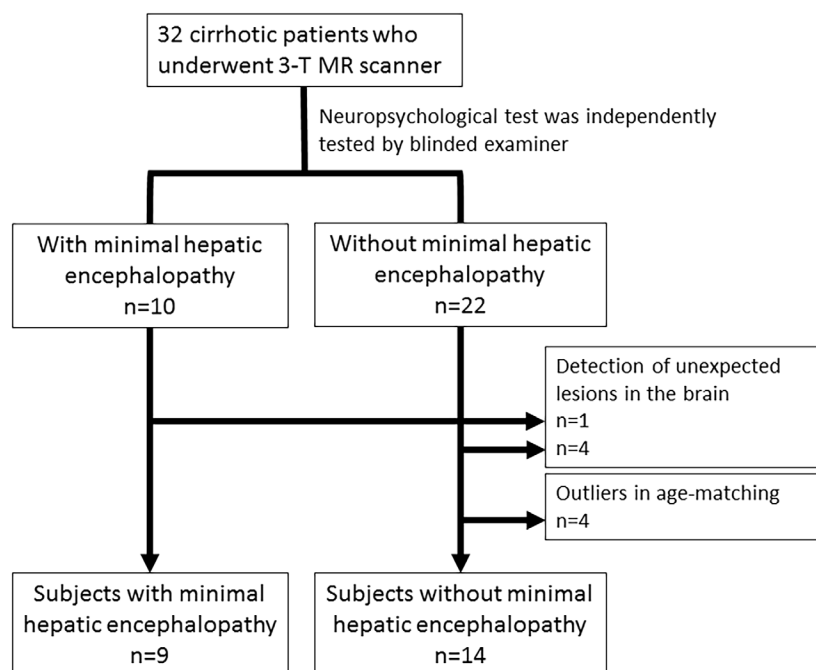 32 cirrhotic patients who
underwent 3-T MR scanner
Neuropsychological test was independently
tested by blinded examiner
With minimal hepatic
encephalopathy
n=10
Without minimal hepatic
encephalopathy
n=22
Detection of unexpected
lesions in the brain
n=1
n=4
Outliers in age-matching
n=4
Subjects with minimal
hepatic encephalopathy
n=9
Subjects without minimal
hepatic encephalopathy
n=14